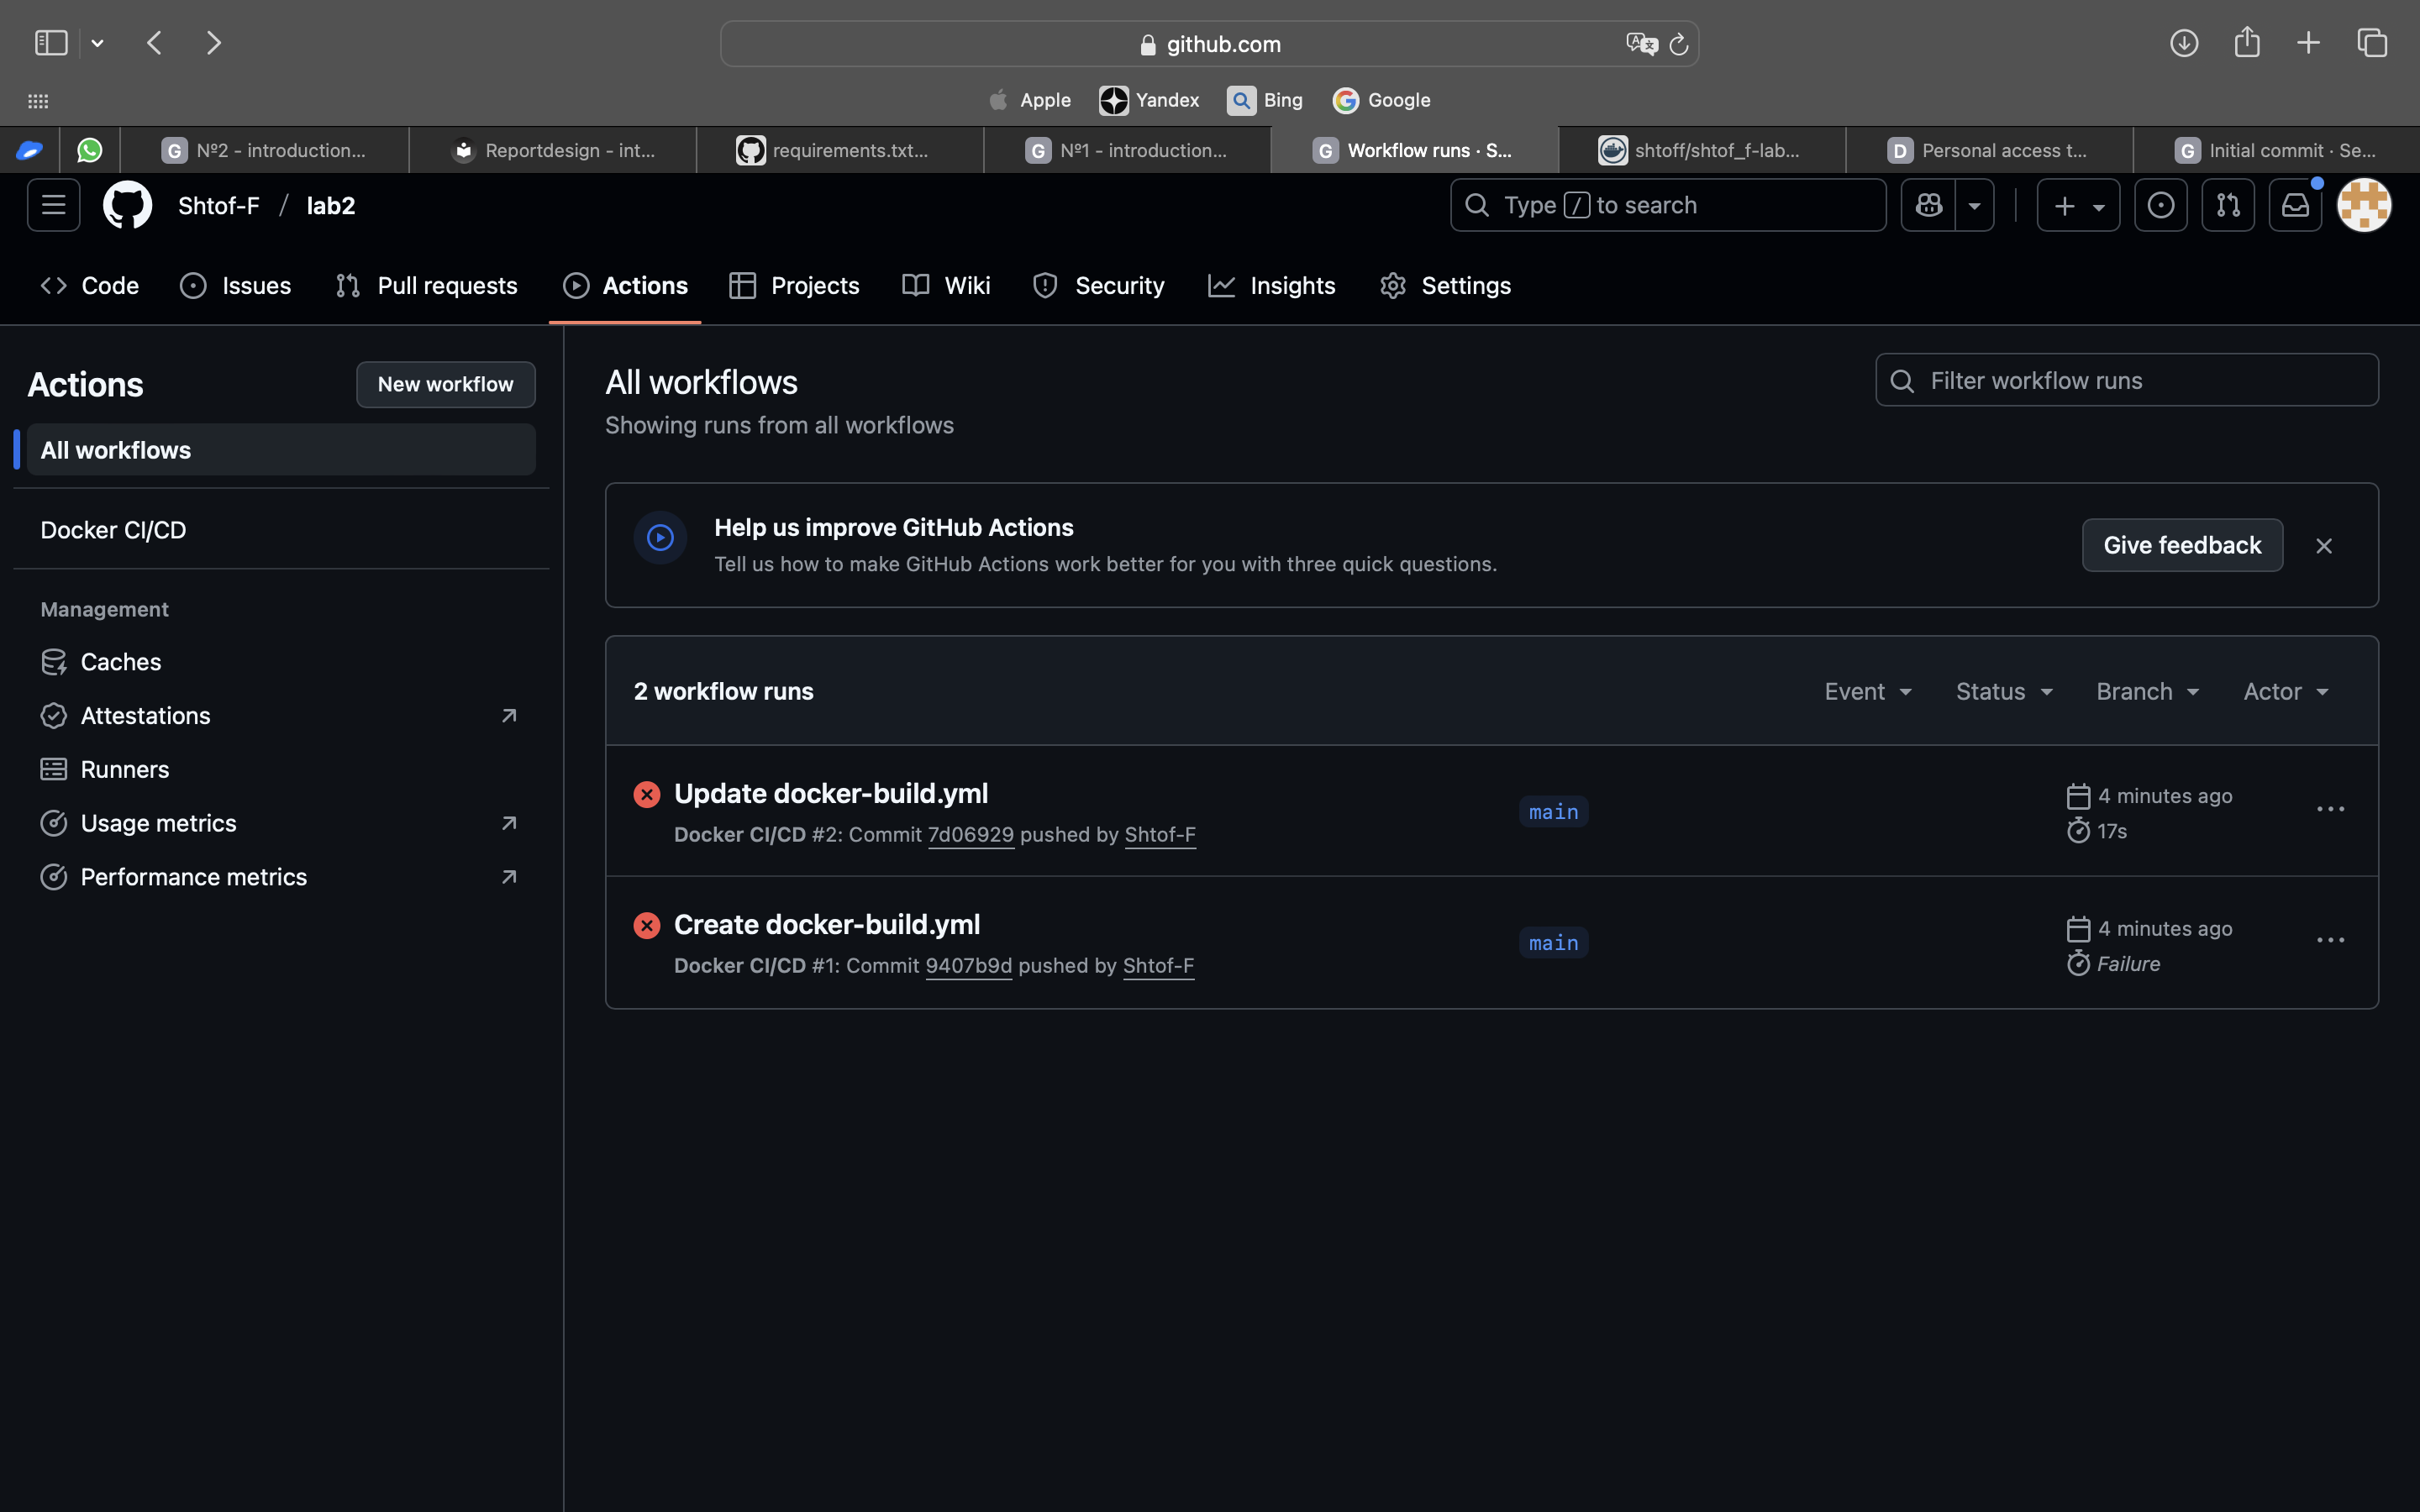 github.com
Apple
Yandex
Bing
Google
№2 - introduction...
Reportdesign - int...
requirements.txt...
№1 - introduction...
Workflow runs · S...
shtoff/shtof_f-lab...
Personal access t...
Initial commit · Se...
Shtof-F / lab2
Type / to search
Code
Issues
Pull requests
Actions
Projects
Wiki
Security
Insights
Settings
Actions
New workflow
All workflows
Docker CI/CD
Management
Caches
Attestations
Runners
Usage metrics
Performance metrics
All workflows
Showing runs from all workflows
Filter workflow runs
Help us improve GitHub Actions
Tell us how to make GitHub Actions work better for you with three quick questions.
Give feedback
2 workflow runs
Event
Status
Branch
Actor
Update docker-build.yml
Docker CI/CD #2: Commit 7d06929 pushed by Shtof-F
main
4 minutes ago
17s
Create docker-build.yml
Docker CI/CD #1: Commit 9407b9d pushed by Shtof-F
main
4 minutes ago
Failure